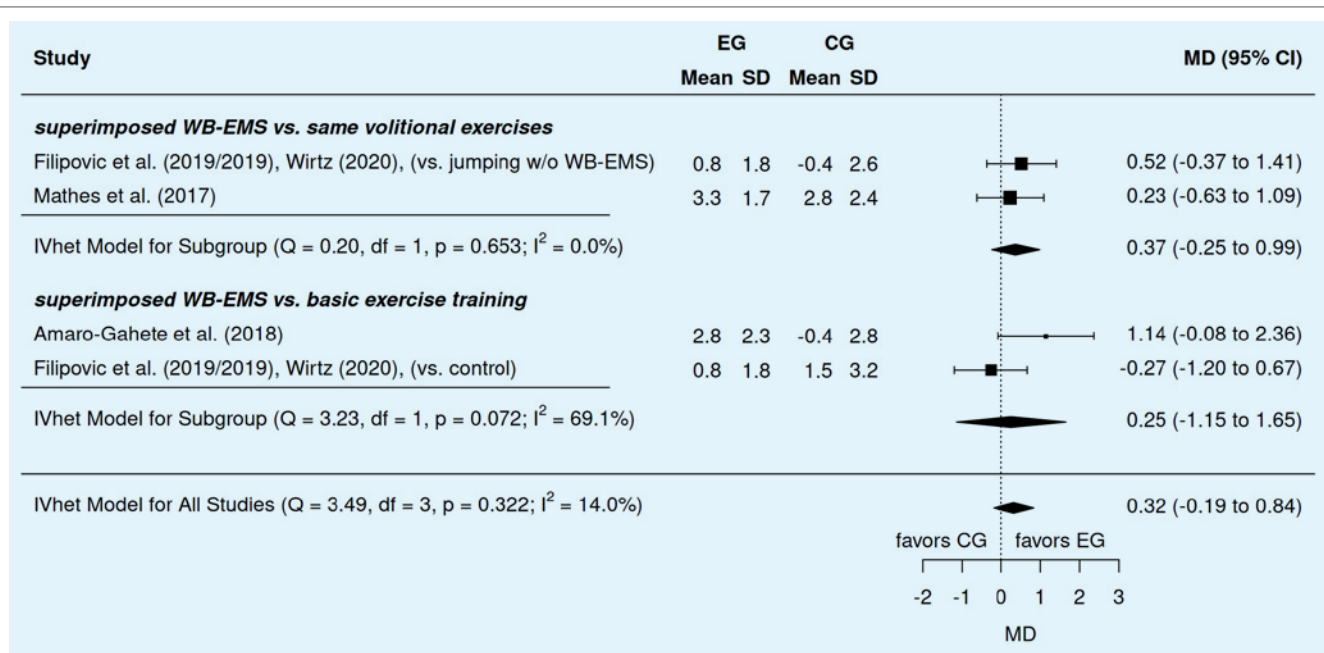 Study EG CG MD (95% CI)
Mean SD Mean SD
superimposed WB-EMS vs. same volitional exercises
Filipovic et al. (2019/2019), Wirtz (2020), (vs. jumping w/o WB-EMS) 0.8 1.8 -0.4 2.6 0.52 (-0.37 to 1.41)
Mathes et al. (2017) 3.3 1.7 2.8 2.4 0.23 (-0.63 to 1.09)
IVhet Model for Subgroup (Q = 0.20, df = 1, p = 0.653; I² = 0.0%) 0.37 (-0.25 to 0.99)
superimposed WB-EMS vs. basic exercise training
Amaro-Gahete et al. (2018) 2.8 2.3 -0.4 2.8 1.14 (-0.08 to 2.36)
Filipovic et al. (2019/2019), Wirtz (2020), (vs. control) 0.8 1.8 1.5 3.2 -0.27 (-1.20 to 0.67)
IVhet Model for Subgroup (Q = 3.23, df = 1, p = 0.072; I² = 69.1%) 0.25 (-1.15 to 1.65)
IVhet Model for All Studies (Q = 3.49, df = 3, p = 0.322; I² = 14.0%) 0.32 (-0.19 to 0.84)
favors CG favors EG
-2 -1 0 1 2 3
MD